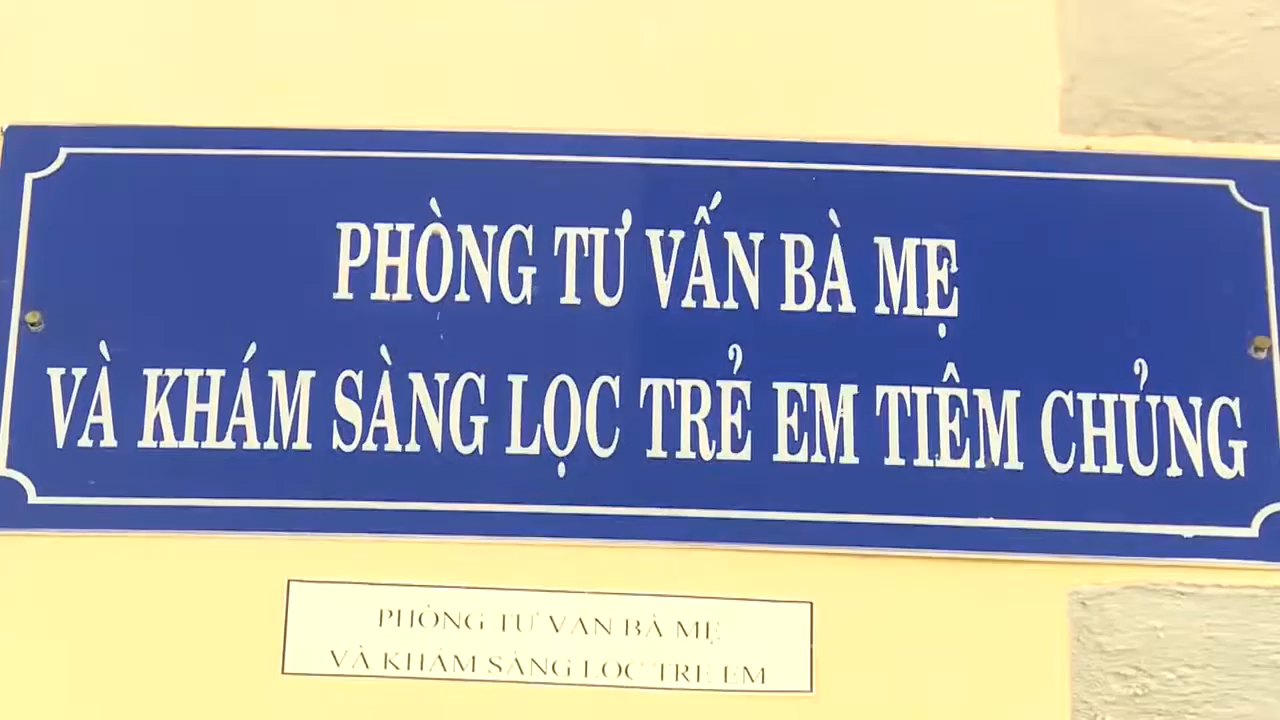 PHÒNG TƯ VẤN BÀ MẸ
VÀ KHÁM SÀNG LỌC TRẺ EM TIÊM CHỦNG
PHÒNG TƯ VẤN BÀ MẸ
VÀ KHÁM SÀNG LỌC TRẺ EM